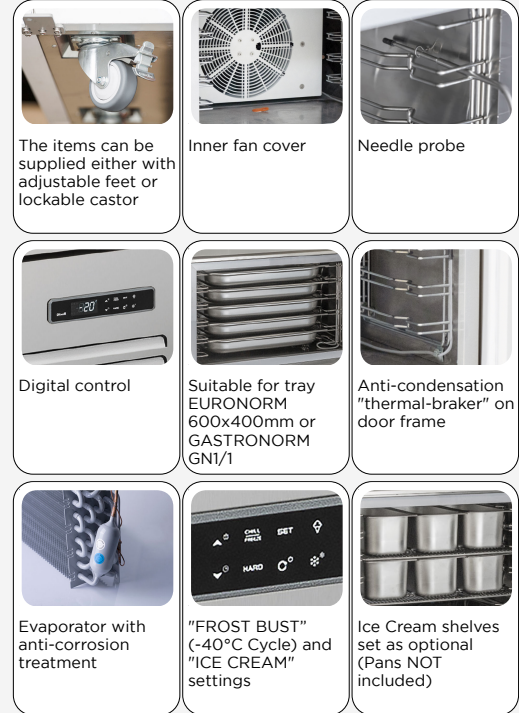 The items can be
supplied either with
adjustable feet or
lockable castor
Inner fan cover
Needle probe
-20
Digital control
Suitable for tray
EURONORM
600x400mm or
GASTRONORM
GN1/1
Anti-condensation
"thermal-braker" on
door frame
Evaporator with
anti-corrosion
treatment
CHILL
FREEZE
SET
HARD
"FROST BUST"
(-40°C Cycle) and
"ICE CREAM"
settings
Ice Cream shelves
set as optional
(Pans NOT
included)